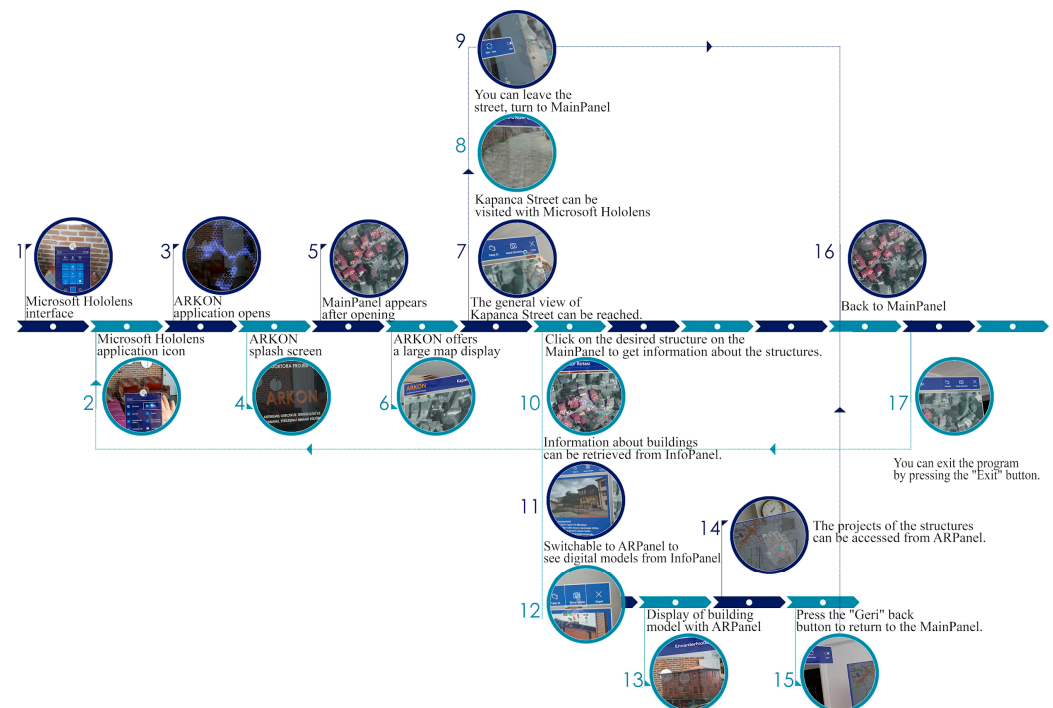 9
You can leave the
street, turn to MainPanel
8
Kapanca Street can be
visited with Microsoft Hololens
1
Microsoft Hololens
interface
3
ARKON
application opens
5
MainPanel appears
after opening
7
The general view of
Kapanca Street can be reached.
16
Back to MainPanel
2
Microsoft Hololens
application icon
4
ARKON
splash screen
ARKON
6
ARKON offers
a large map display
ARKON
10
Click on the desired structure on the
MainPanel to get information about the structures.
17
You can exit the program
by pressing the "Exit" button.
11
Information about buildings
can be retrieved from InfoPanel.
12
Switchable to ARPanel to
see digital models from InfoPanel
13
Display of building
model with ARPanel
14
The projects of the structures
can be accessed from ARPanel.
15
Press the "Geri" back
button to return to the MainPanel.